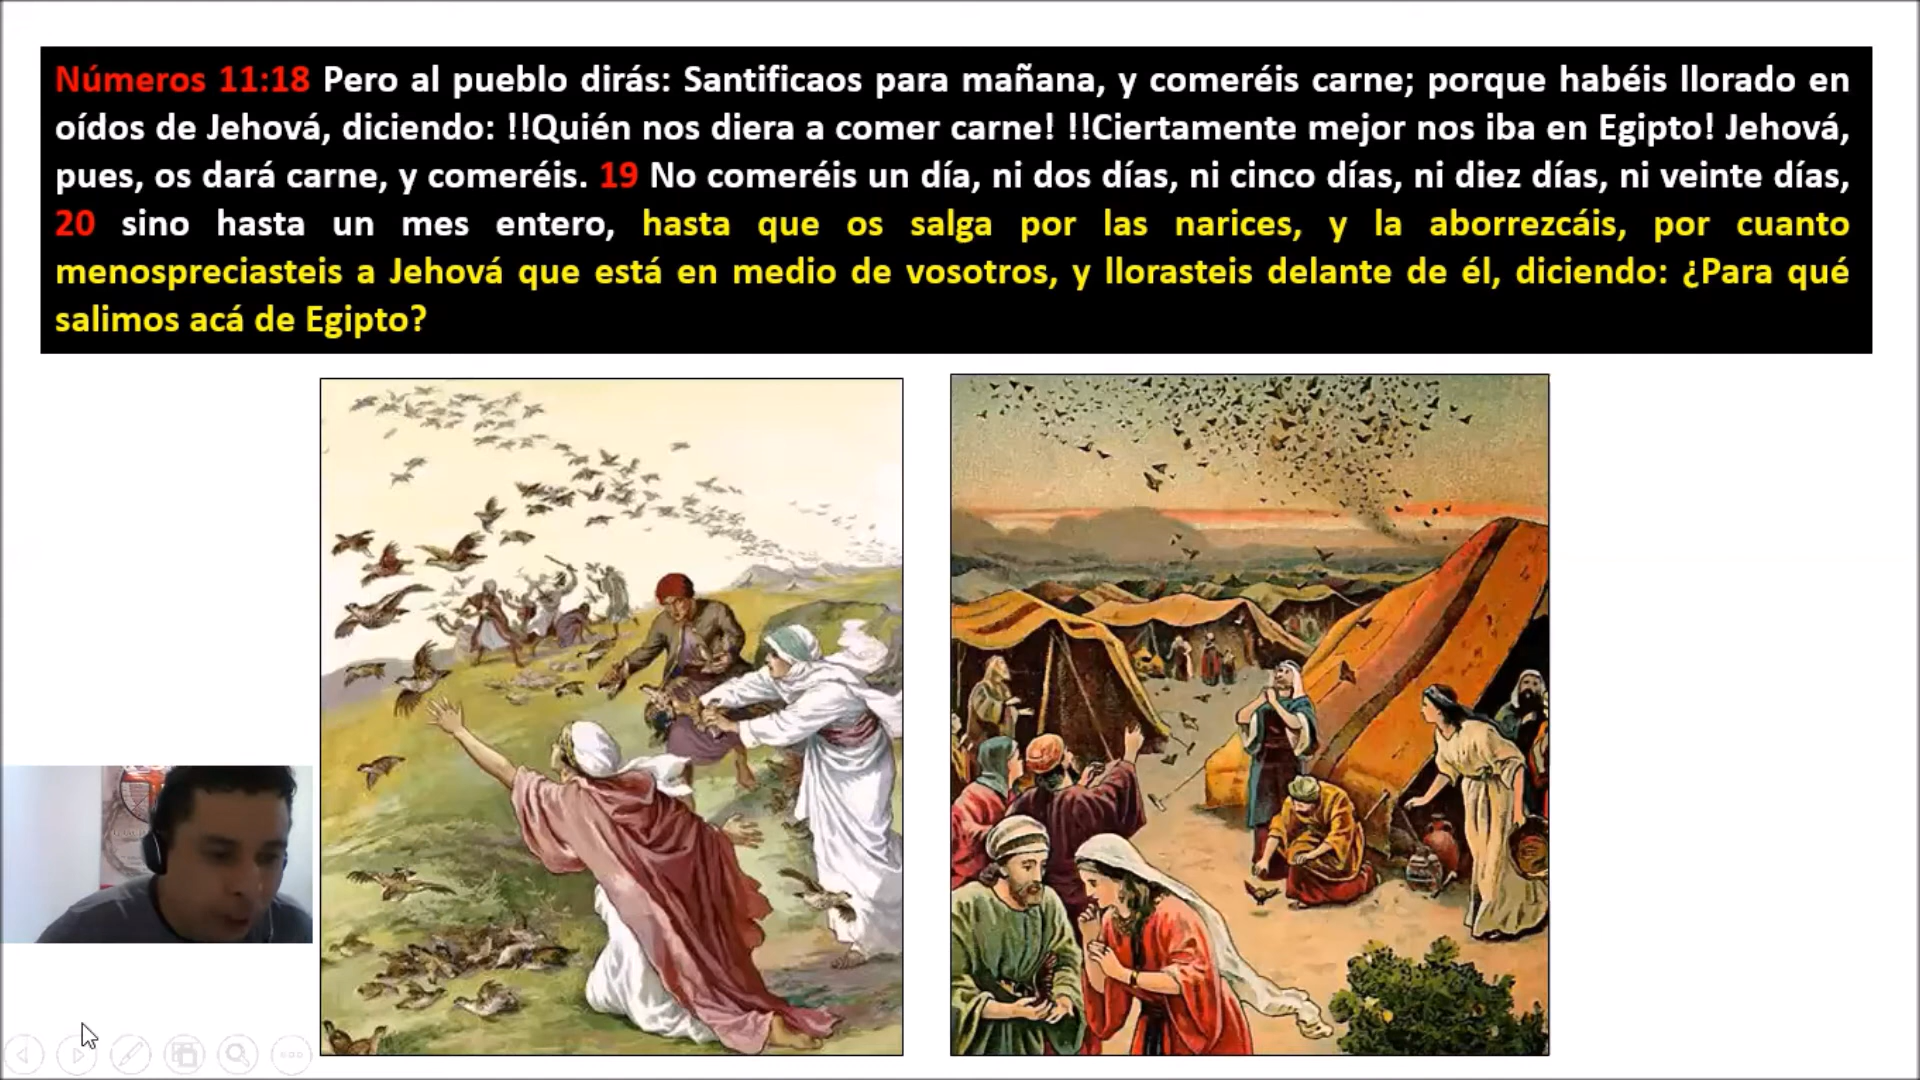 Números 11:18 Pero al pueblo dirás: Santificaos para mañana, y comeréis carne; porque habéis llorado en
oídos de Jehová, diciendo: !!Quién nos diera a comer carne! !!Ciertamente mejor nos iba en Egipto! Jehová,
pues, os dará carne, y comeréis. 19 No comeréis un día, ni dos días, ni cinco días, ni diez días, ni veinte días,
20 sino hasta un mes entero, hasta que os salga por las narices, y la aborrezcáis, por cuanto
menospreciasteis a Jehová que está en medio de vosotros, y llorasteis delante de él, diciendo: ¿Para qué
salimos acá de Egipto?